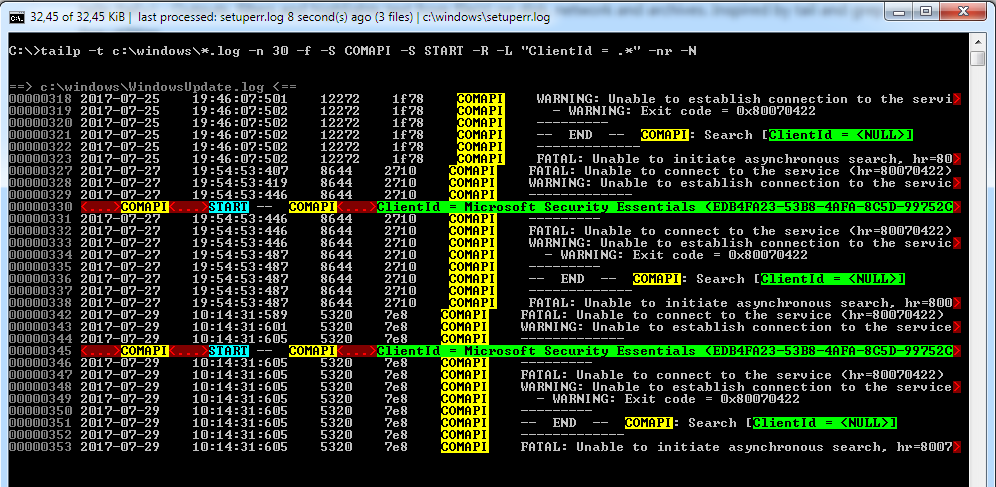 32,45 of 32,45 KiB | last processed: setuperr.log 8 second(s) ago (3 files) | c:\windows\setuperr.log
C:\>tailp -t c:\windows\*.log -n 30 -f -S COMAPI -S START -R -L "ClientId = .*" -nr -N
==> c:\windows\WindowsUpdate.log <==
00000318 2017-07-25 19:46:07:501 12272 1f78 COMAPI WARNING: Unable to establish connection to the servi>
00000319 2017-07-25 19:46:07:502 12272 1f78 COMAPI - WARNING: Exit code = 0x80070422
00000320 2017-07-25 19:46:07:502 12272 1f78 COMAPI ---------
00000321 2017-07-25 19:46:07:502 12272 1f78 COMAPI -- END -- COMAPI: Search [ClientId = <NULL>]
00000322 2017-07-25 19:46:07:502 12272 1f78 COMAPI -------------
00000323 2017-07-25 19:46:07:502 12272 1f78 COMAPI FATAL: Unable to initiate asynchronous search, hr=80>
00000327 2017-07-27 19:54:53:407 8644 2710 COMAPI FATAL: Unable to connect to the service (hr=80070422)
00000328 2017-07-27 19:54:53:419 8644 2710 COMAPI WARNING: Unable to establish connection to the servic>
00000329 2017-07-27 19:54:53:446 8644 2710 COMAPI -------------
00000330 <....>COMAPI<....>START -- COMAPI<....>ClientId = Microsoft Security Essentials (EDB4FA23-53B8-4AFA-8C5D-99752C>
00000331 2017-07-27 19:54:53:446 8644 2710 COMAPI ---------
00000332 2017-07-27 19:54:53:446 8644 2710 COMAPI FATAL: Unable to connect to the service (hr=80070422)
00000333 2017-07-27 19:54:53:446 8644 2710 COMAPI WARNING: Unable to establish connection to the servic>
00000334 2017-07-27 19:54:53:487 8644 2710 COMAPI - WARNING: Exit code = 0x80070422
00000335 2017-07-27 19:54:53:487 8644 2710 COMAPI ---------
00000336 2017-07-27 19:54:53:487 8644 2710 COMAPI -- END -- COMAPI: Search [ClientId = <NULL>]
00000337 2017-07-27 19:54:53:487 8644 2710 COMAPI -------------
00000338 2017-07-27 19:54:53:487 8644 2710 COMAPI FATAL: Unable to initiate asynchronous search, hr=800>
00000342 2017-07-29 10:14:31:589 5320 7e8 COMAPI FATAL: Unable to connect to the service (hr=80070422)
00000343 2017-07-29 10:14:31:601 5320 7e8 COMAPI WARNING: Unable to establish connection to the service>
00000344 2017-07-29 10:14:31:605 5320 7e8 COMAPI -------------
00000345 <....>COMAPI<....>START -- COMAPI<....>ClientId = Microsoft Security Essentials (EDB4FA23-53B8-4AFA-8C5D-99752C>
00000346 2017-07-29 10:14:31:605 5320 7e8 COMAPI ---------
00000347 2017-07-29 10:14:31:605 5320 7e8 COMAPI FATAL: Unable to connect to the service (hr=80070422)
00000348 2017-07-29 10:14:31:605 5320 7e8 COMAPI WARNING: Unable to establish connection to the service>
00000349 2017-07-29 10:14:31:605 5320 7e8 COMAPI - WARNING: Exit code = 0x80070422
00000350 2017-07-29 10:14:31:605 5320 7e8 COMAPI ---------
00000351 2017-07-29 10:14:31:605 5320 7e8 COMAPI -- END -- COMAPI: Search [ClientId = <NULL>]
00000352 2017-07-29 10:14:31:605 5320 7e8 COMAPI -------------
00000353 2017-07-29 10:14:31:605 5320 7e8 COMAPI FATAL: Unable to initiate asynchronous search, hr=8007>